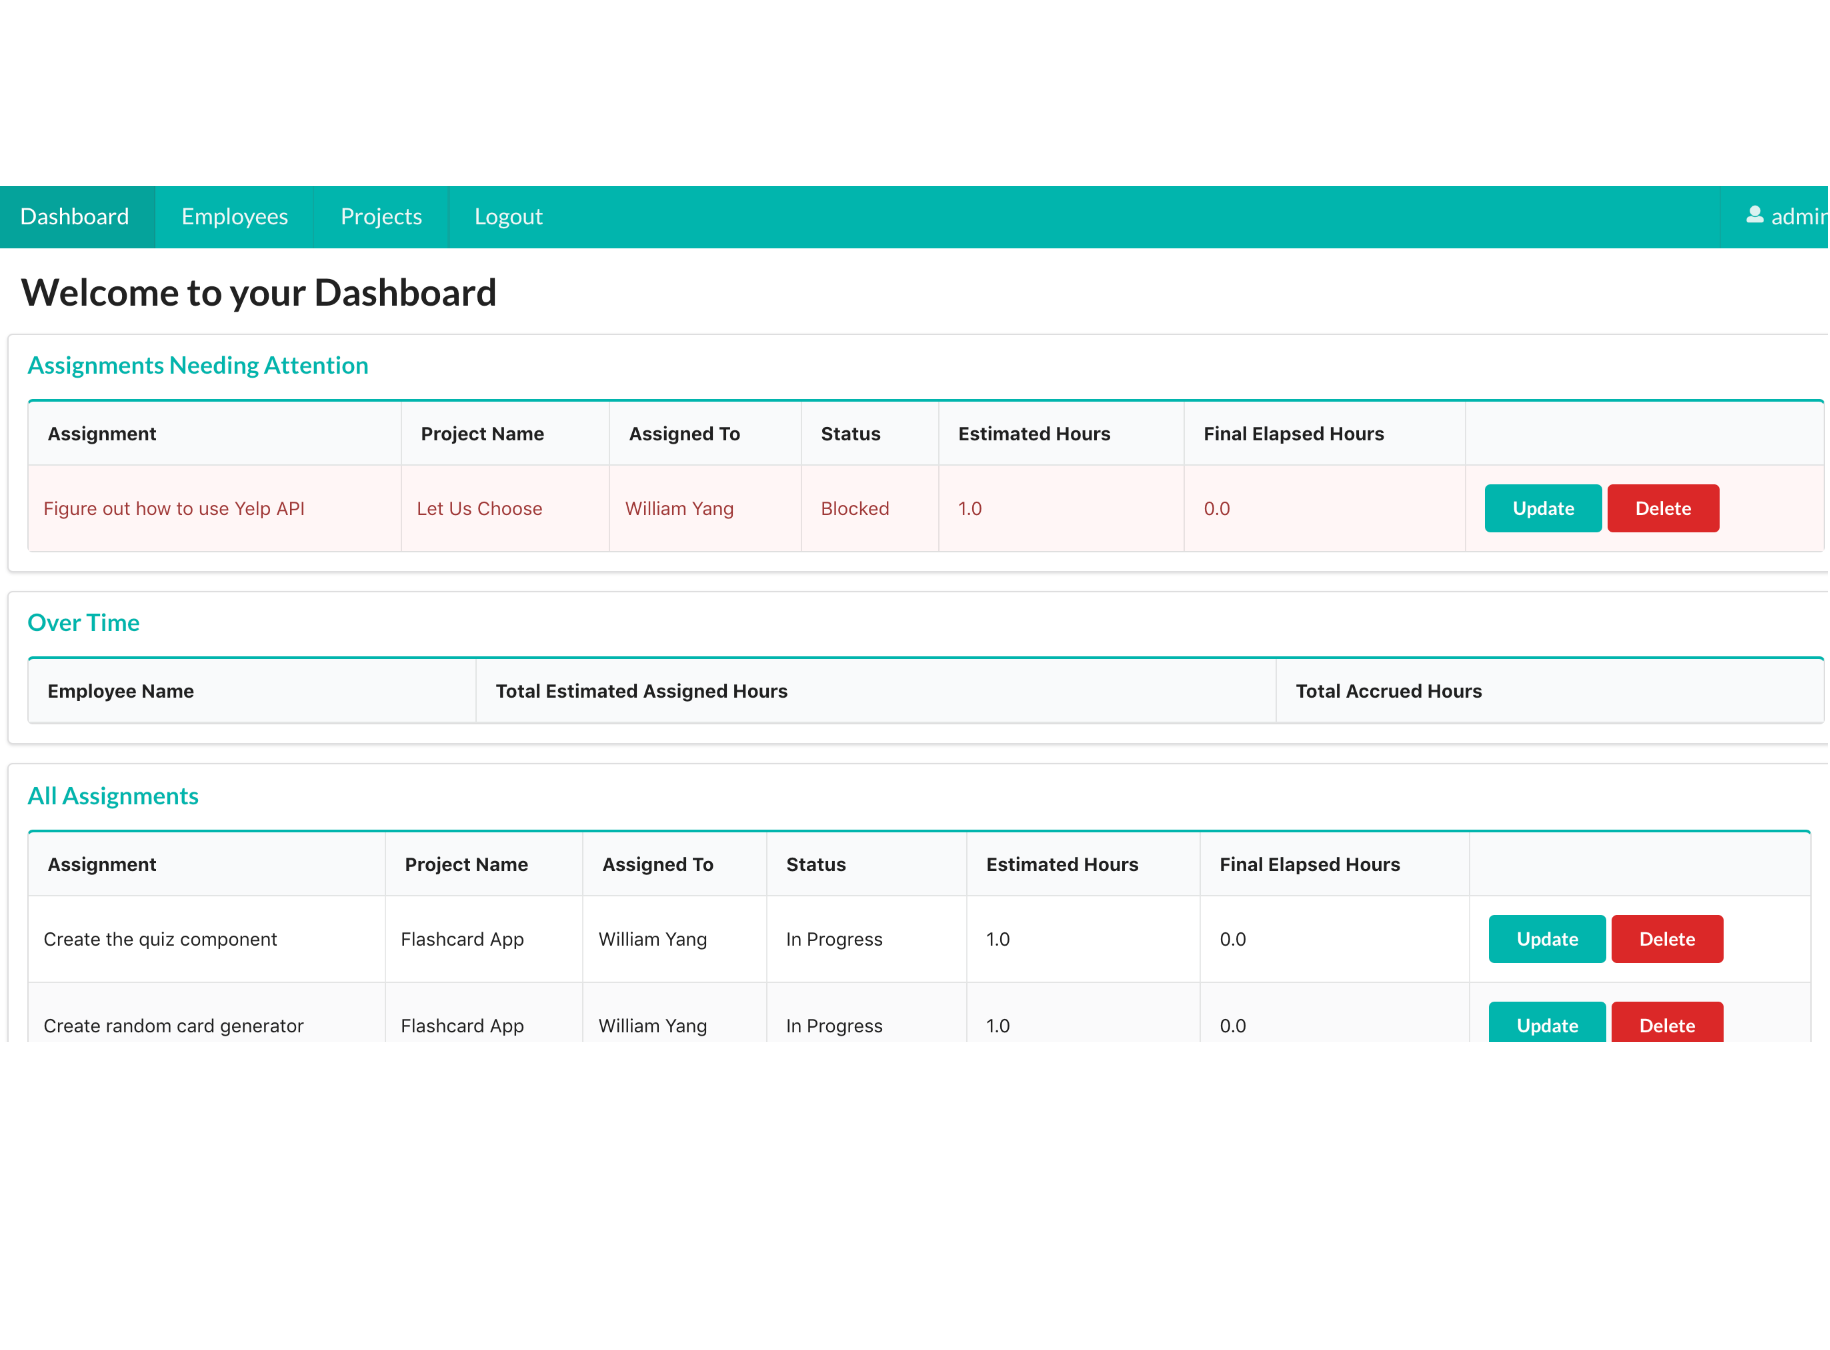 Dashboard Employees Projects Logout admin
Welcome to your Dashboard
Assignments Needing Attention
Assignment Project Name Assigned To Status Estimated Hours Final Elapsed Hours
Figure out how to use Yelp API Let Us Choose William Yang Blocked 1.0 0.0 Update Delete
Over Time
Employee Name Total Estimated Assigned Hours Total Accrued Hours
All Assignments
Assignment Project Name Assigned To Status Estimated Hours Final Elapsed Hours
Create the quiz component Flashcard App William Yang In Progress 1.0 0.0 Update Delete
Create random card generator Flashcard App William Yang In Progress 1.0 0.0 Update Delete